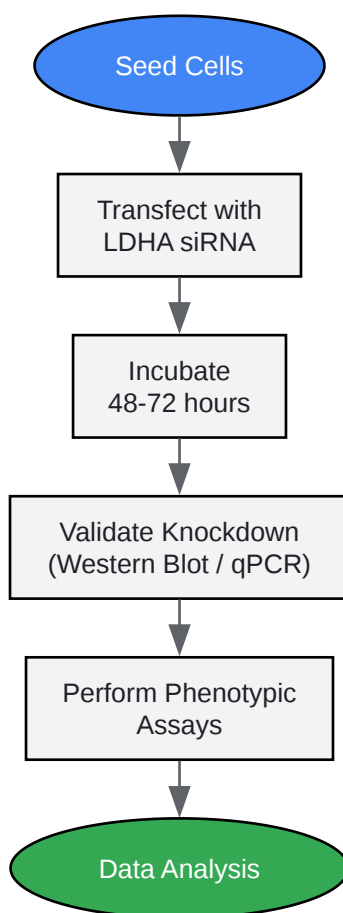 Seed Cells
Transfect with
LDHA siRNA
Incubate
48-72 hours
Validate Knockdown
(Western Blot / qPCR)
Perform Phenotypic
Assays
Data Analysis